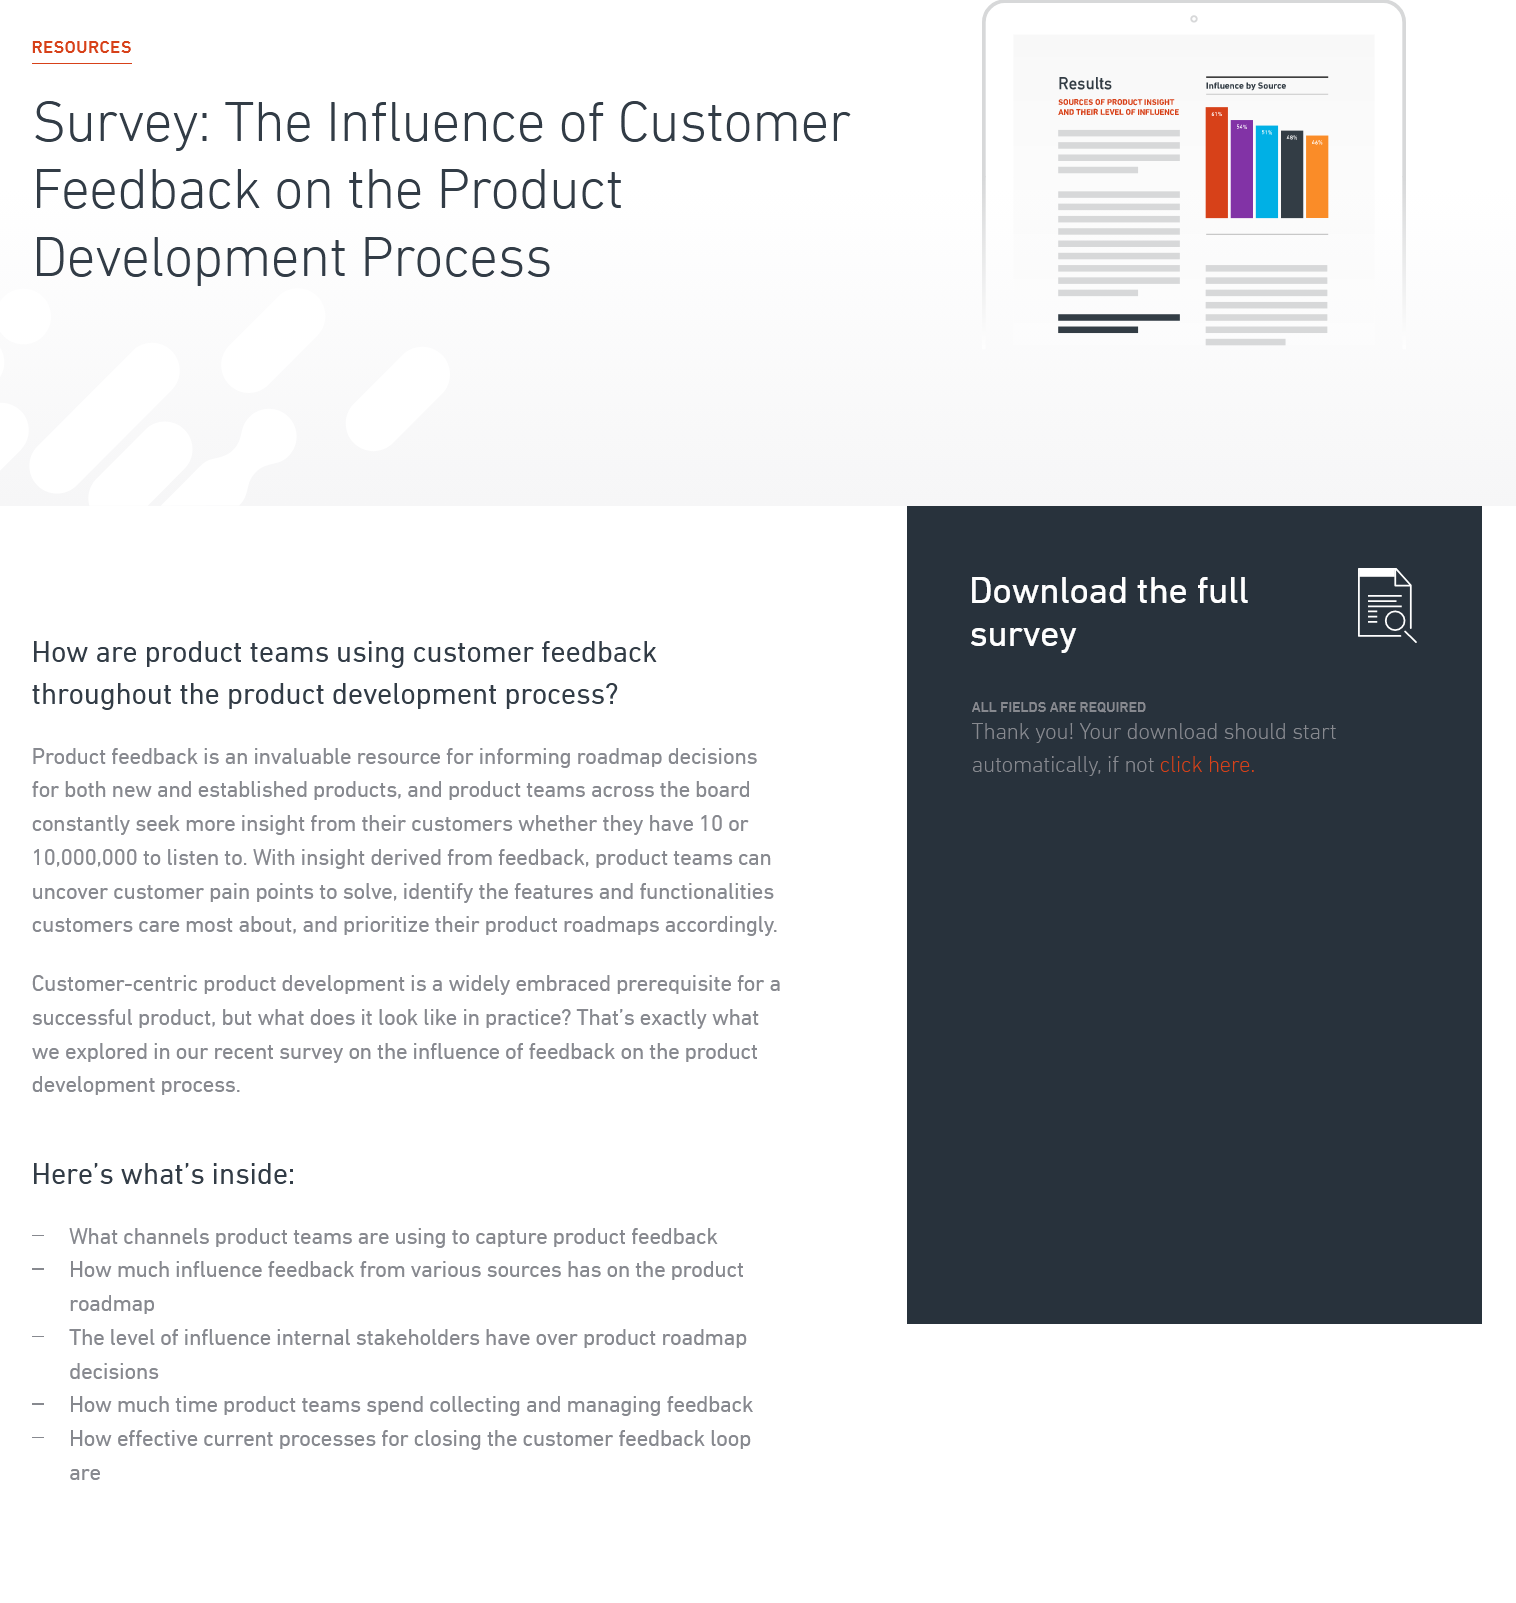 RESOURCES
Survey: The Influence of Customer
Feedback on the Product
Development Process
Results
SOURCES OF PRODUCT INSIGHT
AND THEIR LEVEL OF INFLUENCE
Influence by Source
61%
54%
51%
48%
46%
How are product teams using customer feedback
throughout the product development process?
Product feedback is an invaluable resource for informing roadmap decisions
for both new and established products, and product teams across the board
constantly seek more insight from their customers whether they have 10 or
10,000,000 to listen to. With insight derived from feedback, product teams can
uncover customer pain points to solve, identify the features and functionalities
customers care most about, and prioritize their product roadmaps accordingly.
Customer-centric product development is a widely embraced prerequisite for a
successful product, but what does it look like in practice? That’s exactly what
we explored in our recent survey on the influence of feedback on the product
development process.
Here’s what’s inside:
– What channels product teams are using to capture product feedback
– How much influence feedback from various sources has on the product
roadmap
– The level of influence internal stakeholders have over product roadmap
decisions
– How much time product teams spend collecting and managing feedback
– How effective current processes for closing the customer feedback loop
are
Download the full
survey
ALL FIELDS ARE REQUIRED
Thank you! Your download should start
automatically, if not click here.